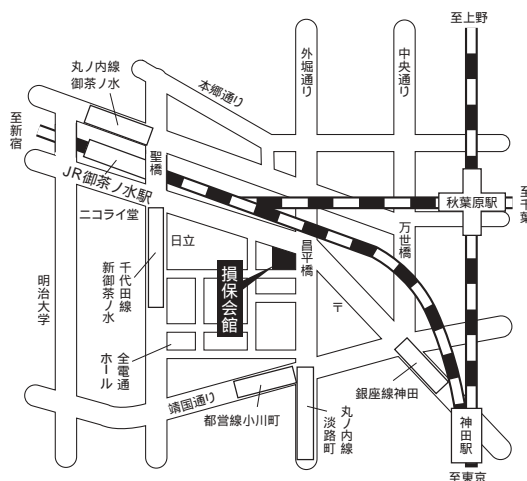 至上野
丸ノ内線
御茶ノ水
本郷通り
外堀通り
中央通り
至新宿
聖橋
JR御茶ノ水駅
秋葉原駅
至千葉
ニコライ堂
日立
昌平橋
万世橋
明治大学
千代田線
新御茶ノ水
損保会館
〒
全電通
ホール
靖国通り
都営線小川町
丸ノ内線
淡路町
銀座線神田
神田駅
至東京